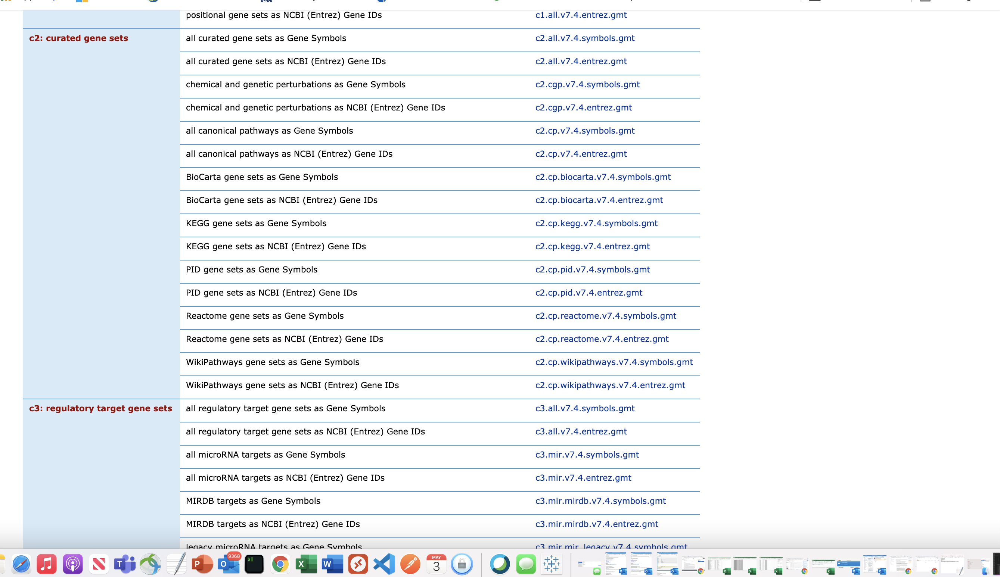 positional gene sets as NCBI (Entrez) Gene IDs c1.all.v7.4.entrez.gmt
c2: curated gene sets all curated gene sets as Gene Symbols c2.all.v7.4.symbols.gmt
all curated gene sets as NCBI (Entrez) Gene IDs c2.all.v7.4.entrez.gmt
chemical and genetic perturbations as Gene Symbols c2.cgp.v7.4.symbols.gmt
chemical and genetic perturbations as NCBI (Entrez) Gene IDs c2.cgp.v7.4.entrez.gmt
all canonical pathways as Gene Symbols c2.cp.v7.4.symbols.gmt
all canonical pathways as NCBI (Entrez) Gene IDs c2.cp.v7.4.entrez.gmt
BioCarta gene sets as Gene Symbols c2.cp.biocarta.v7.4.symbols.gmt
BioCarta gene sets as NCBI (Entrez) Gene IDs c2.cp.biocarta.v7.4.entrez.gmt
KEGG gene sets as Gene Symbols c2.cp.kegg.v7.4.symbols.gmt
KEGG gene sets as NCBI (Entrez) Gene IDs c2.cp.kegg.v7.4.entrez.gmt
PID gene sets as Gene Symbols c2.cp.pid.v7.4.symbols.gmt
PID gene sets as NCBI (Entrez) Gene IDs c2.cp.pid.v7.4.entrez.gmt
Reactome gene sets as Gene Symbols c2.cp.reactome.v7.4.symbols.gmt
Reactome gene sets as NCBI (Entrez) Gene IDs c2.cp.reactome.v7.4.entrez.gmt
WikiPathways gene sets as Gene Symbols c2.cp.wikipathways.v7.4.symbols.gmt
WikiPathways gene sets as NCBI (Entrez) Gene IDs c2.cp.wikipathways.v7.4.entrez.gmt
c3: regulatory target gene sets all regulatory target gene sets as Gene Symbols c3.all.v7.4.symbols.gmt
all regulatory target gene sets as NCBI (Entrez) Gene IDs c3.all.v7.4.entrez.gmt
all microRNA targets as Gene Symbols c3.mir.v7.4.symbols.gmt
all microRNA targets as NCBI (Entrez) Gene IDs c3.mir.v7.4.entrez.gmt
MIRDB targets as Gene Symbols c3.mir.mirdb.v7.4.symbols.gmt
MIRDB targets as NCBI (Entrez) Gene IDs c3.mir.mirdb.v7.4.entrez.gmt
legacy microRNA targets as Gene Symbols c3.mir.mir_legacy.v7.4.symbols.gmt
9368
MAY
3